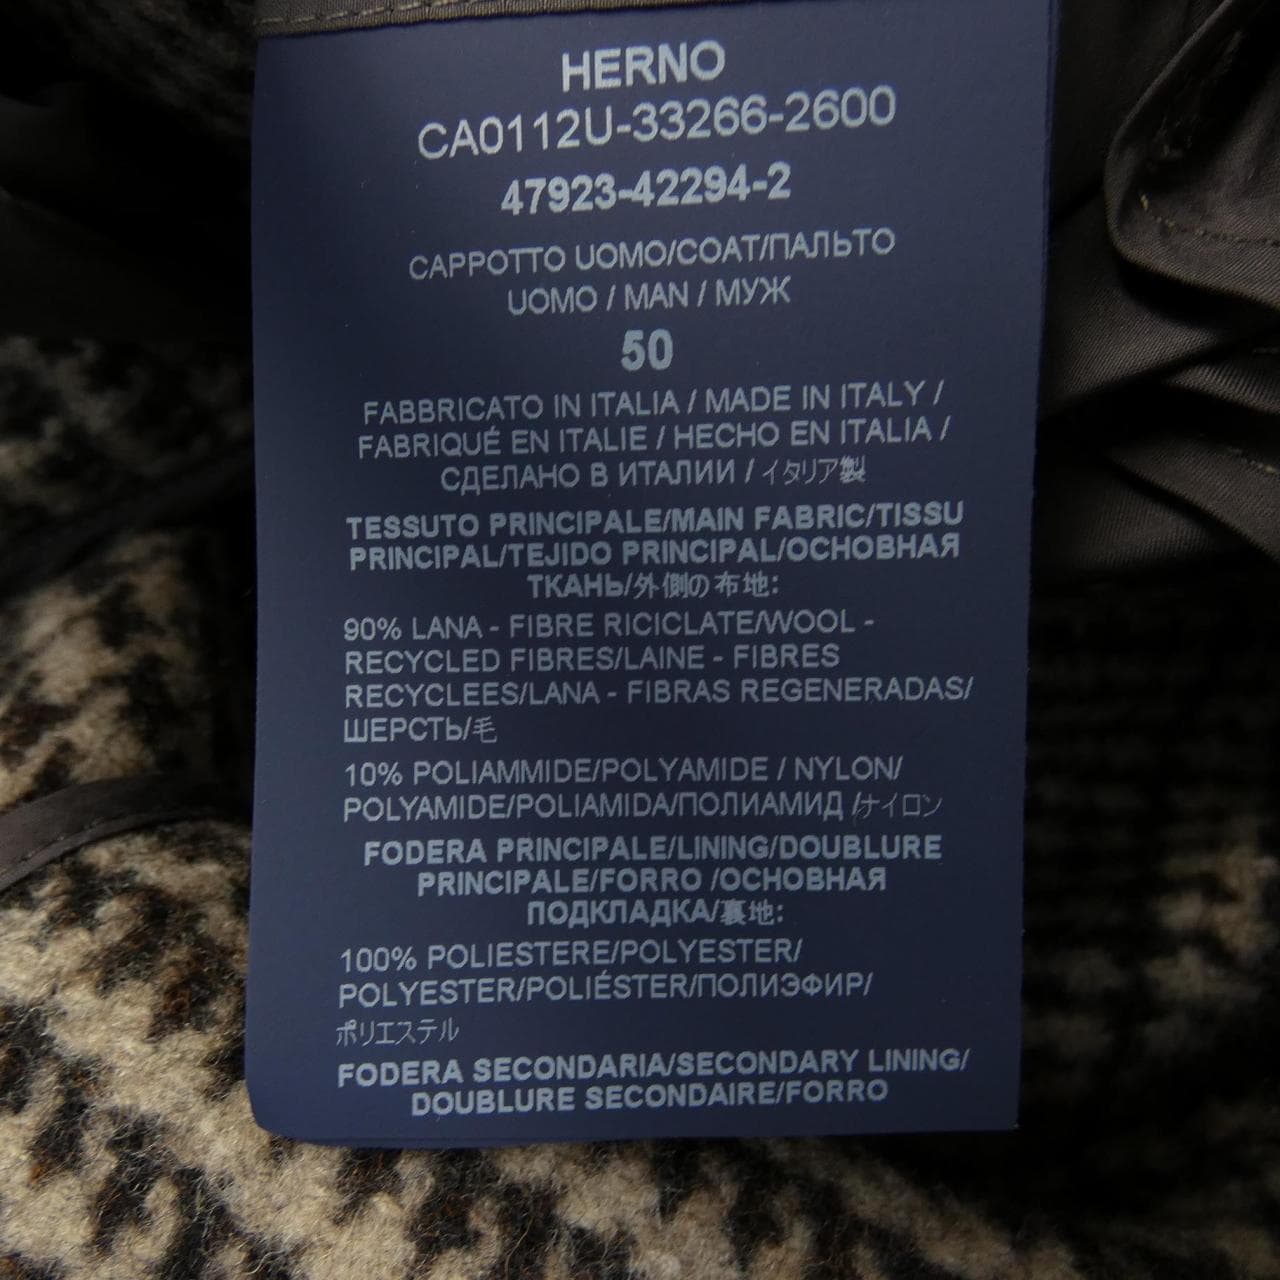 HERNO
CA0112U-33266-2600
47923-42294-2
CAPPOTTO UOMO/COAT/ПАЛЬТО
UOMO / MAN / МУЖ
50
FABBRICATO IN ITALIA / MADE IN ITALY /
FABRIQUÉ EN ITALIE / HECHO EN ITALIA /
СДЕЛАНО В ИТАЛИИ / イタリア製
TESSUTO PRINCIPALE/MAIN FABRIC/TISSU
PRINCIPAL/TEJIDO PRINCIPAL/ОСНОВНАЯ
ТКАНЬ/外側の布地:
90% LANA - FIBRE RICICLATE/WOOL -
RECYCLED FIBRES/LAINE - FIBRES
RECYCLEES/LANA - FIBRAS REGENERADAS/
ШЕРСТЬ/毛
10% POLIAMMIDE/POLYAMIDE / NYLON/
POLYAMIDE/POLIAMIDA/ПОЛИАМИД /ナイロン
FODERA PRINCIPALE/LINING/DOUBLURE
PRINCIPALE/FORRO /ОСНОВНАЯ
ПОДКЛАДКА/裏地:
100% POLIESTERE/POLYESTER/
POLYESTER/POLIÉSTER/ПОЛИЭФИР/
ポリエステル
FODERA SECONDARIA/SECONDARY LINING/
DOUBLURE SECONDAIRE/FORRO